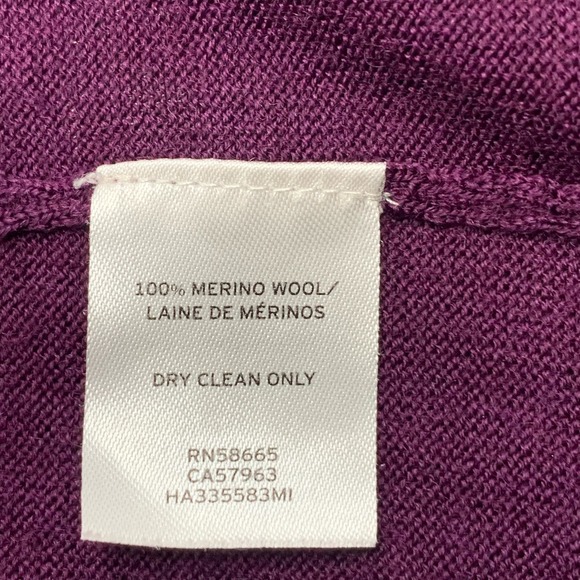 100% MERINO WOOL/
LAINE DE MÉRINOS
DRY CLEAN ONLY
RN58665
CA57963
HA335583MI